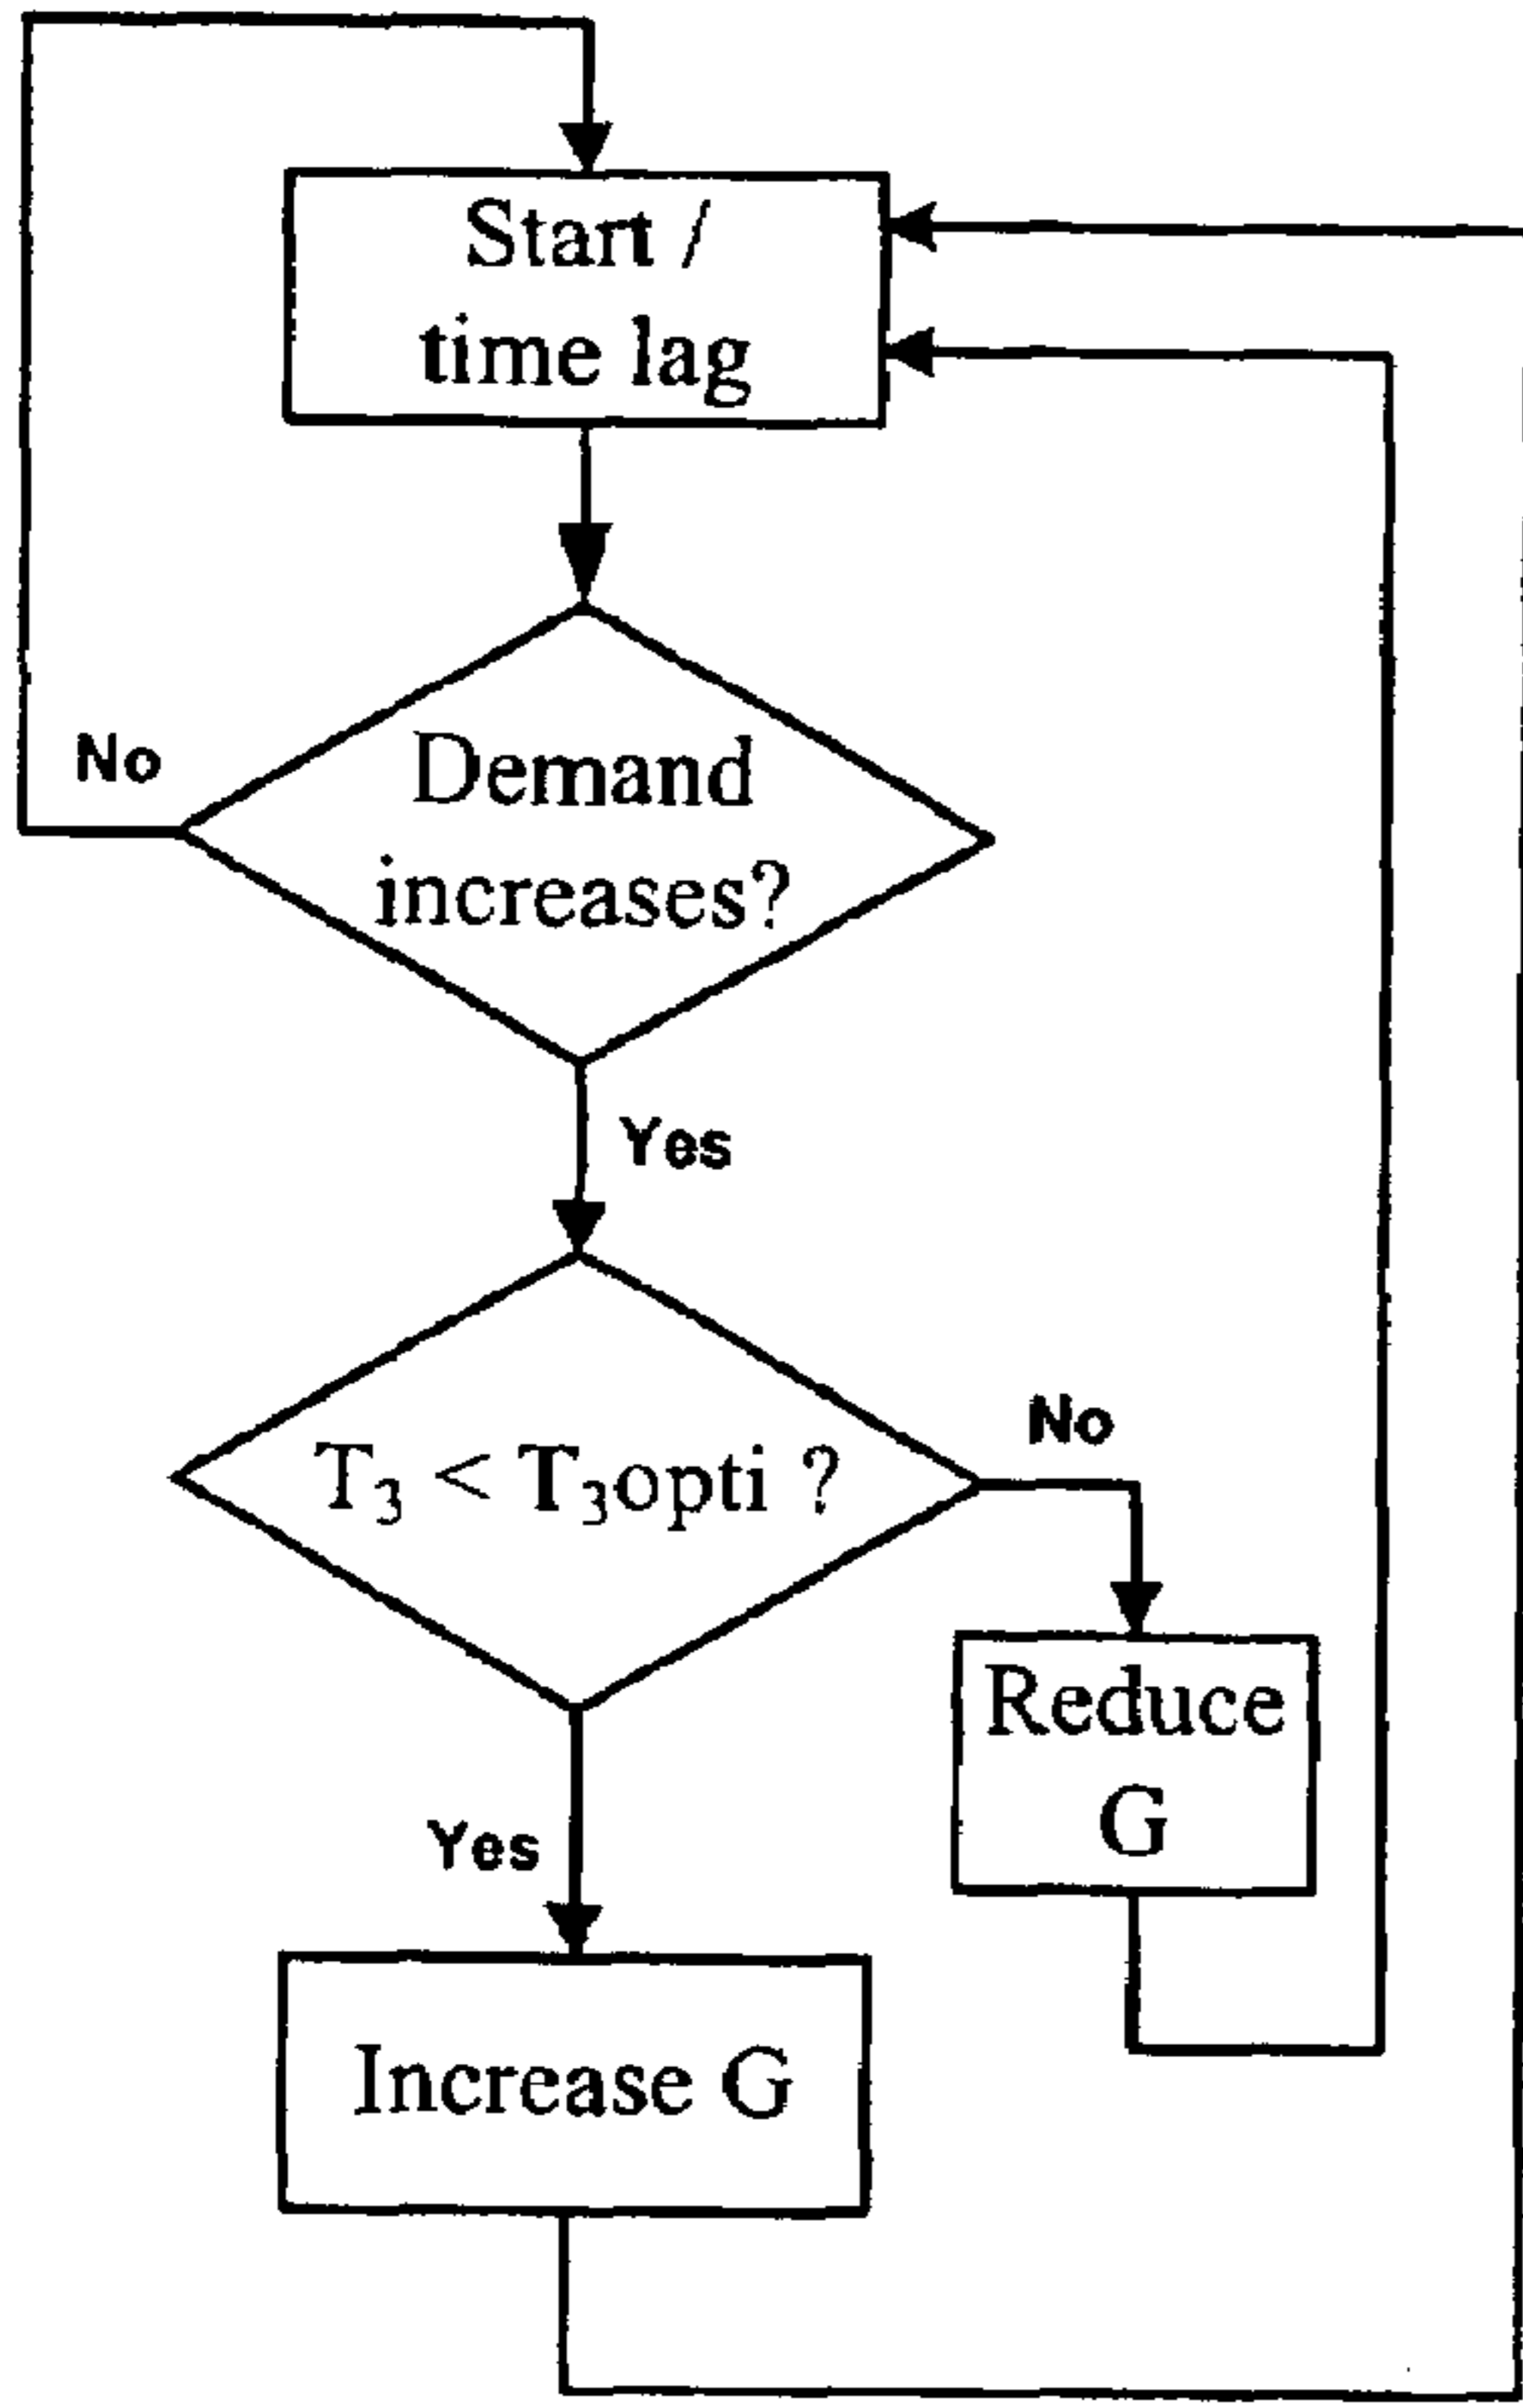 Start /
time lag
No
Demand
increases?
Yes
T₃ < T₃opti ?
No
Reduce
G
Yes
Increase G